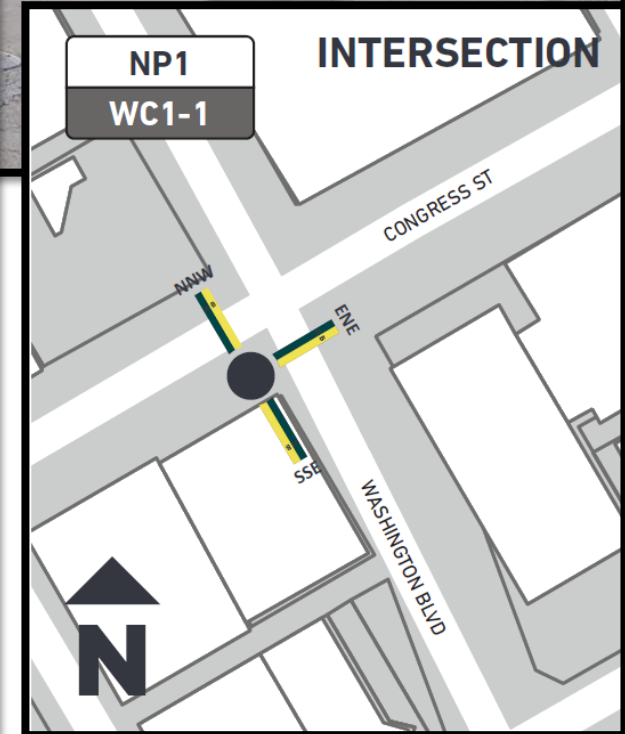 NP1
WC1-1
INTERSECTION
CONGRESS ST
NNW
ENE
SSE
WASHINGTON BLVD
N